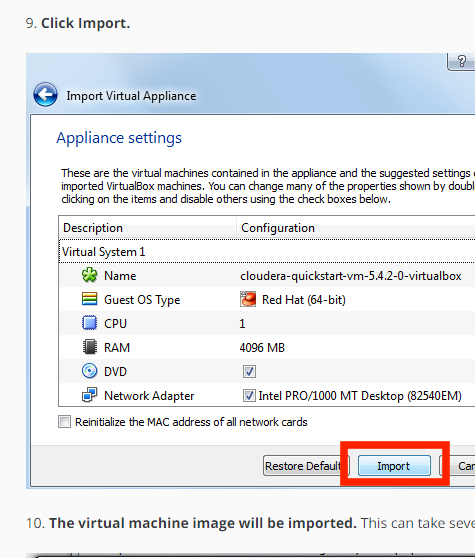 9. Click Import.
?
Import Virtual Appliance
Appliance settings
These are the virtual machines contained in the appliance and the suggested settings
imported VirtualBox machines. You can change many of the properties shown by doubl
clicking on the items and disable others using the check boxes below.
Description Configuration
Virtual System 1
Name cloudera-quickstart-vm-5.4.2-0-virtualbox
Guest OS Type Red Hat (64-bit)
CPU 1
RAM 4096 MB
DVD
Network Adapter Intel PRO/1000 MT Desktop (82540EM)
Reinitialize the MAC address of all network cards
Restore Default Import Can
10. The virtual machine image will be imported. This can take seve